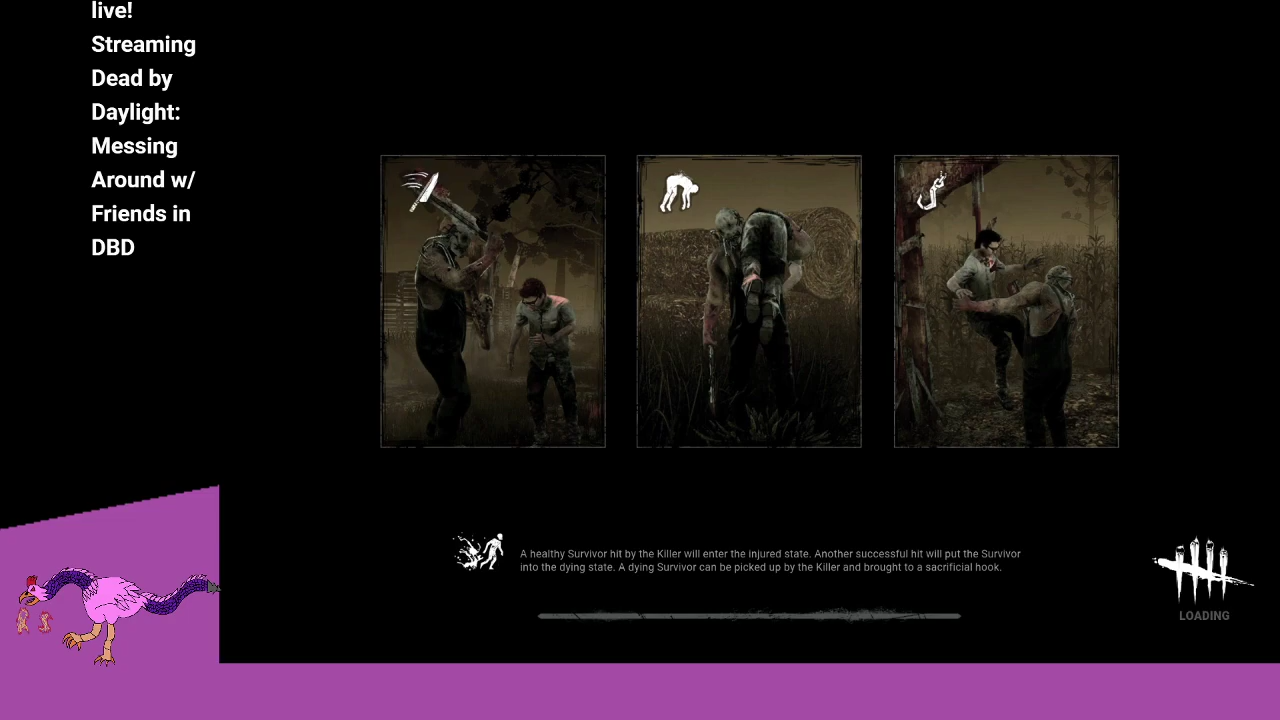 live!
Streaming
Dead by
Daylight:
Messing
Around w/
Friends in
DBD
A healthy Survivor hit by the Killer will enter the injured state. Another successful hit will put the Survivor
into the dying state. A dying Survivor can be picked up by the Killer and brought to a sacrificial hook.
LOADING